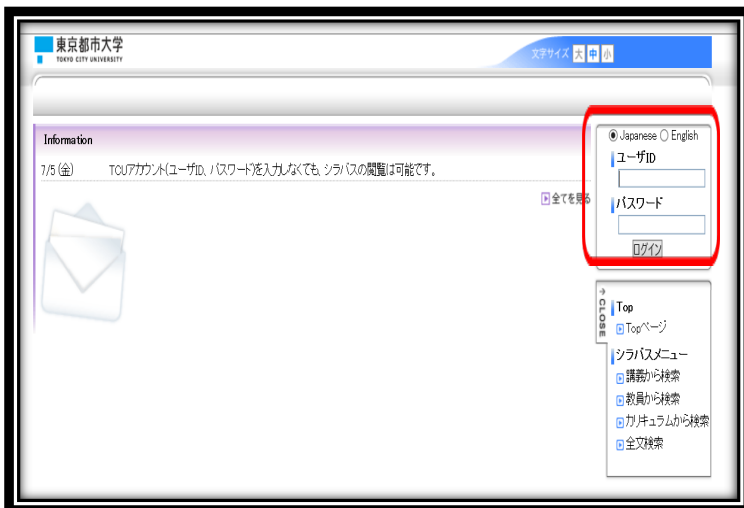 東京都市大学
TOKYO CITY UNIVERSITY
文字サイズ 大 中 小
Information
7/5 (金) TCUアカウント(ユーザID、パスワード)を入力しなくても、シラバスの閲覧は可能です。
全てを見る
Japanese English
ユーザID
パスワード
ログイン
↑CLOSE
Top
Topページ
シラバスメニュー
講義から検索
教員から検索
カリキュラムから検索
全文検索